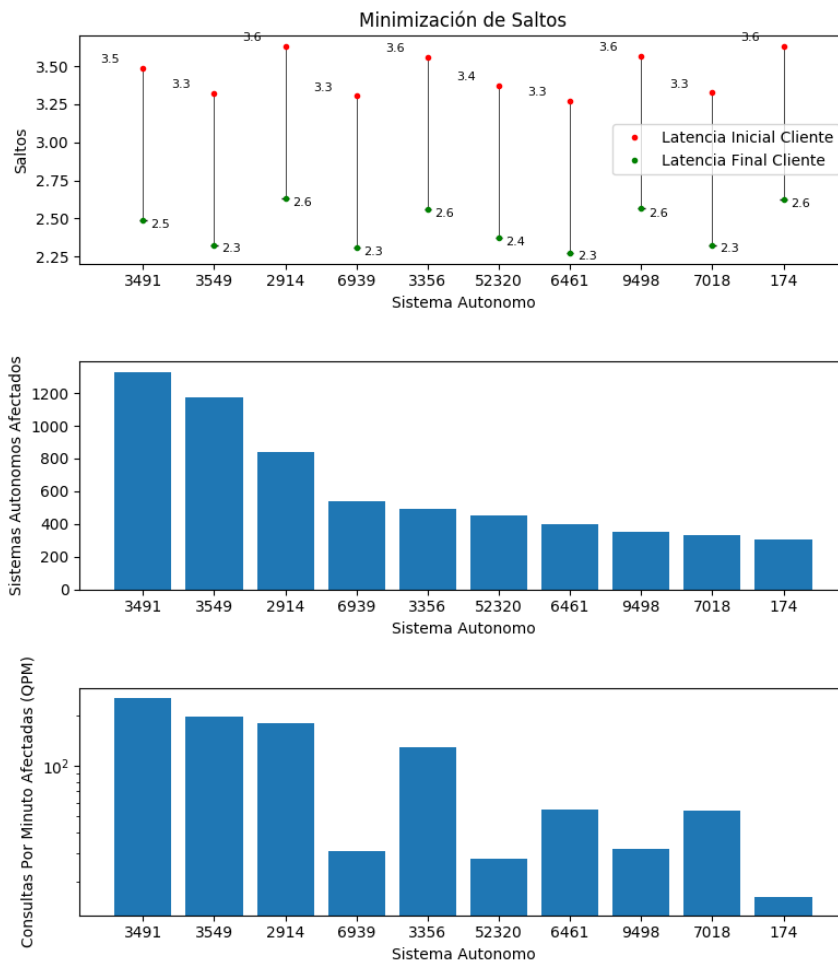 Minimización de Saltos
Saltos
3.50
3.25
3.00
2.75
2.50
2.25
3.5
3.3
3.6
3.3
3.6
3.4
3.3
3.6
3.3
3.6
Latencia Inicial Cliente
Latencia Final Cliente
2.5
2.3
2.6
2.3
2.6
2.4
2.3
2.6
2.3
2.6
3491 3549 2914 6939 3356 52320 6461 9498 7018 174
Sistema Autonomo
Sistemas Autonomos Afectados
1200
1000
800
600
400
200
0
3491 3549 2914 6939 3356 52320 6461 9498 7018 174
Sistema Autonomo
Consultas Por Minuto Afectadas (QPM)
10²
3491 3549 2914 6939 3356 52320 6461 9498 7018 174
Sistema Autonomo